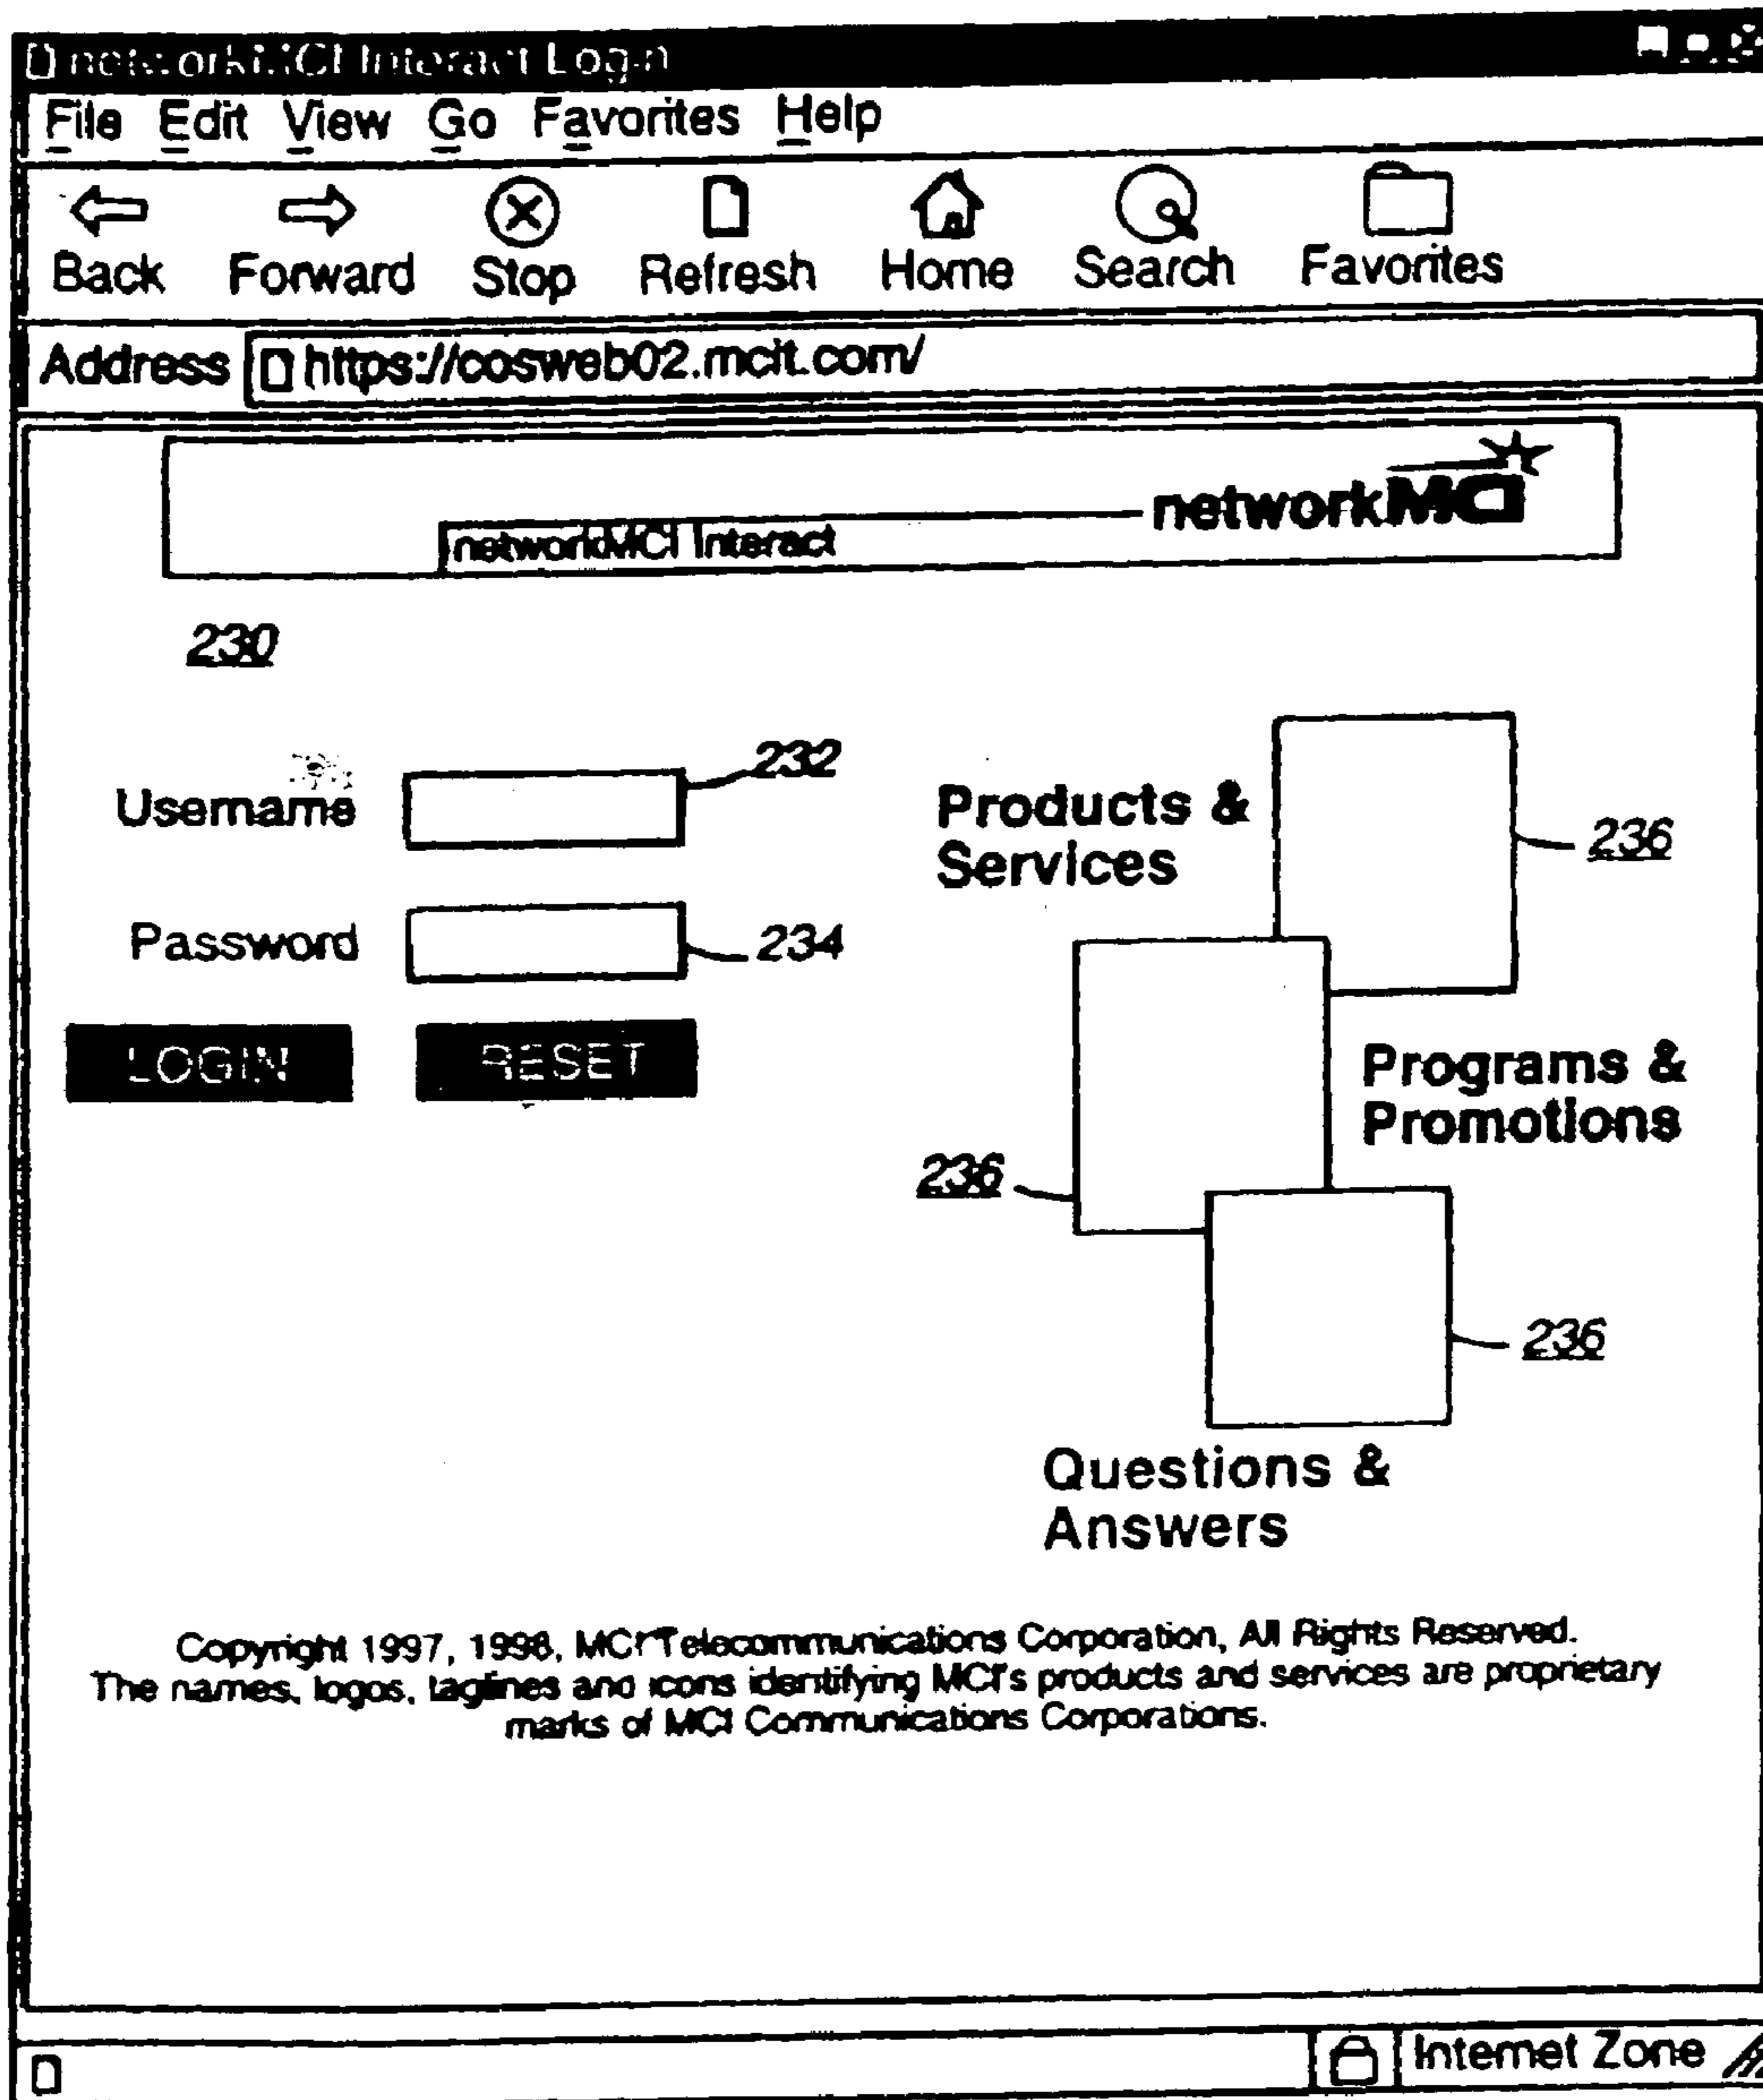 networkMCI Interact Login
File Edit View Go Favorites Help
Back Forward Stop Refresh Home Search Favorites
Address https://cosweb02.mcit.com/
networkMCI
networkMCI Interact
230
Username 232
Password 234
LOGIN RESET
Products &
Services
236
Programs &
Promotions
236
236
Questions &
Answers
Copyright 1997, 1998, MCI Telecommunications Corporation, All Rights Reserved.
The names, logos, taglines and icons identifying MCI's products and services are proprietary
marks of MCI Communications Corporations.
Internet Zone